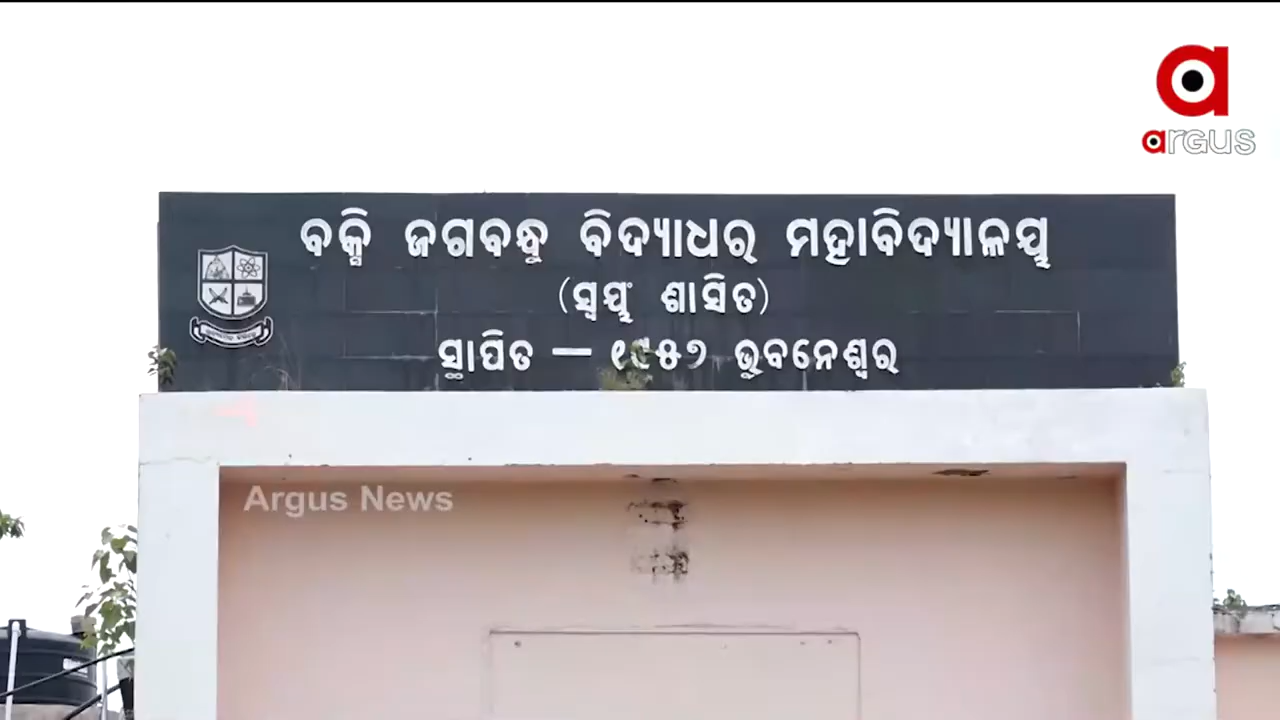 argus
ବକ୍ସି ଜଗବନ୍ଧୁ ବିଦ୍ୟାଧର ମହାବିଦ୍ୟାଳୟ
(ସ୍ୱୟଂ ଶାସିତ)
ସ୍ଥାପିତ — ୧୯୫୭ ଭୁବନେଶ୍ୱର
Argus News